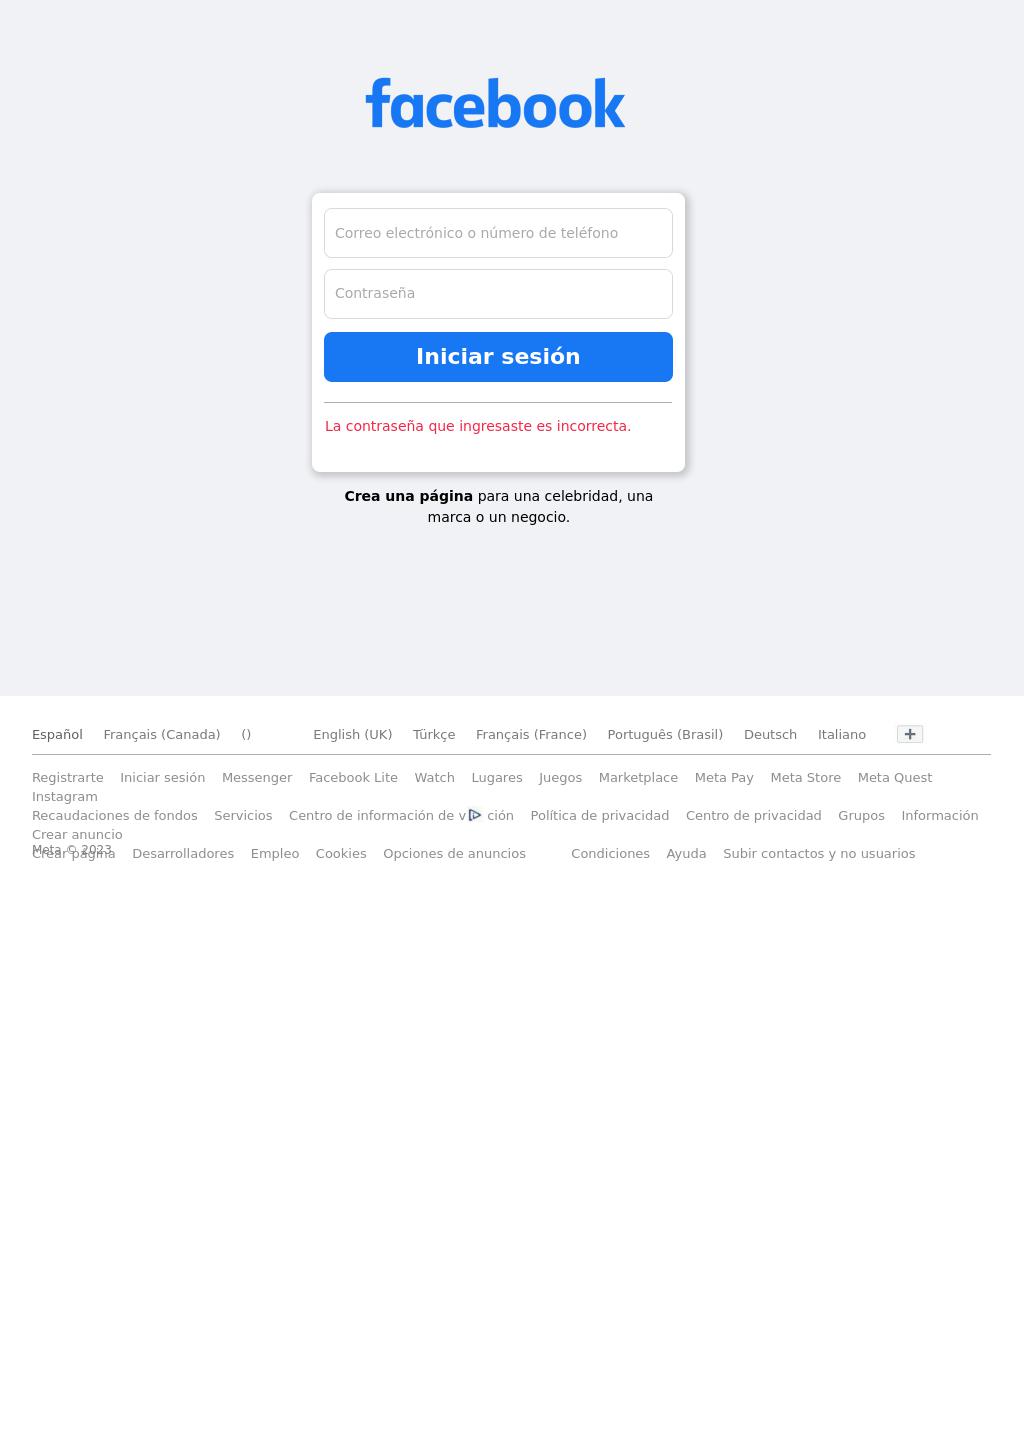 facebook
Correo electrónico o número de teléfono
Contraseña
Iniciar sesión
La contraseña que ingresaste es incorrecta.
Crea una página para una celebridad, una
marca o un negocio.
Español Français (Canada) () English (UK) Türkçe Français (France) Português (Brasil) Deutsch Italiano
Registrarte Iniciar sesión Messenger Facebook Lite Watch Lugares Juegos Marketplace Meta Pay Meta Store Meta Quest
Instagram
Recaudaciones de fondos Servicios Centro de información de v ción Política de privacidad Centro de privacidad Grupos Información
Crear anuncio
Meta © 2023
Crear página Desarrolladores Empleo Cookies Opciones de anuncios Condiciones Ayuda Subir contactos y no usuarios